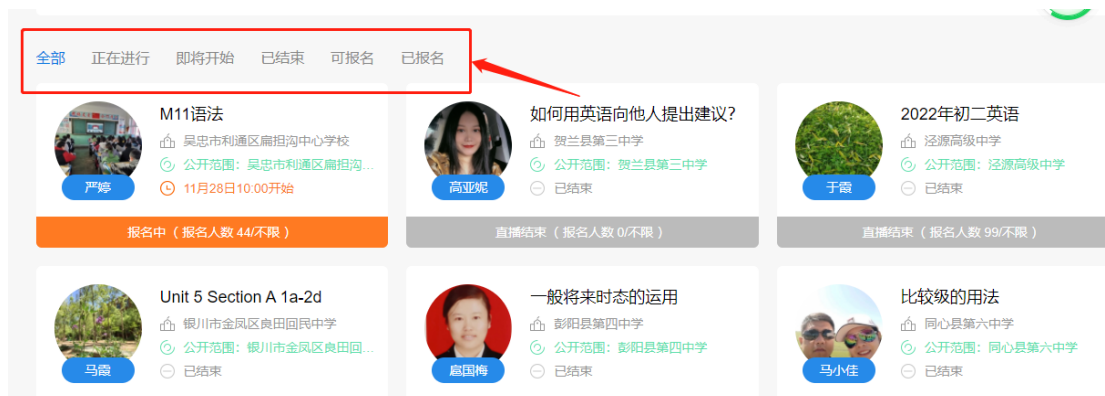 全部 正在进行 即将开始 已结束 可报名 已报名
M11语法
吴忠市利通区扁担沟中心学校
公开范围：吴忠市利通区扁担沟...
11月28日10:00开始
严婷
报名中（报名人数 44/不限）
如何用英语向他人提出建议？
贺兰县第三中学
公开范围：贺兰县第三中学
已结束
高亚妮
直播结束（报名人数 0/不限）
2022年初二英语
泾源高级中学
公开范围：泾源高级中学
已结束
于霞
直播结束（报名人数 99/不限）
Unit 5 Section A 1a-2d
银川市金凤区良田回民中学
公开范围：银川市金凤区良田回...
已结束
马霞
一般将来时态的运用
彭阳县第四中学
公开范围：彭阳县第四中学
已结束
扈国梅
比较级的用法
同心县第六中学
公开范围：同心县第六中学
已结束
马小佳